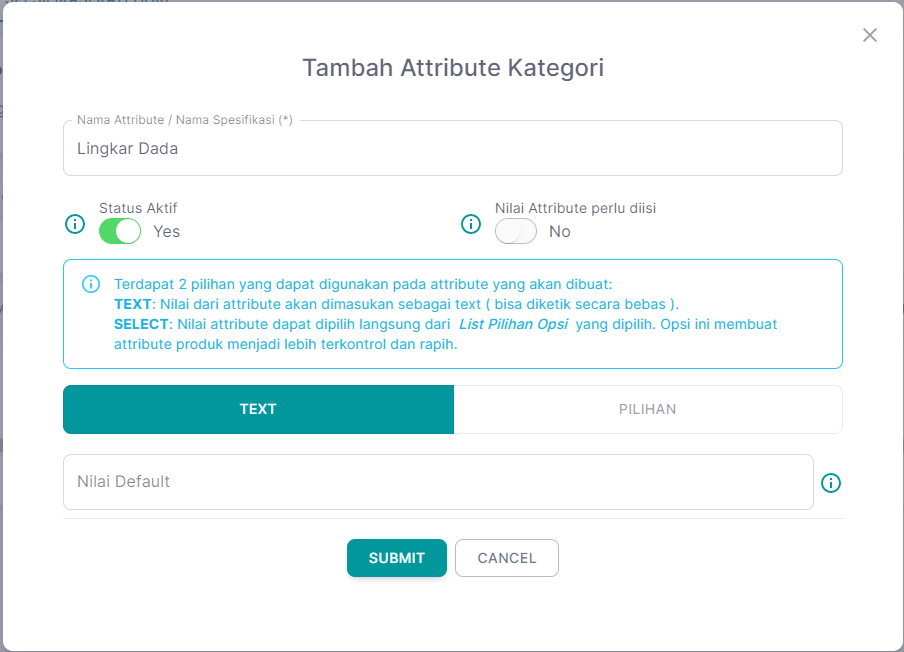 Tambah Attribute Kategori
Nama Attribute / Nama Spesifikasi (*)
Lingkar Dada
Status Aktif
Yes
Nilai Attribute perlu diisi
No
Terdapat 2 pilihan yang dapat digunakan pada attribute yang akan dibuat:
TEXT: Nilai dari attribute akan dimasukan sebagai text ( bisa diketik secara bebas ).
SELECT: Nilai attribute dapat dipilih langsung dari List Pilihan Opsi yang dipilih. Opsi ini membuat
attribute produk menjadi lebih terkontrol dan rapih.
TEXT
PILIHAN
Nilai Default
SUBMIT
CANCEL